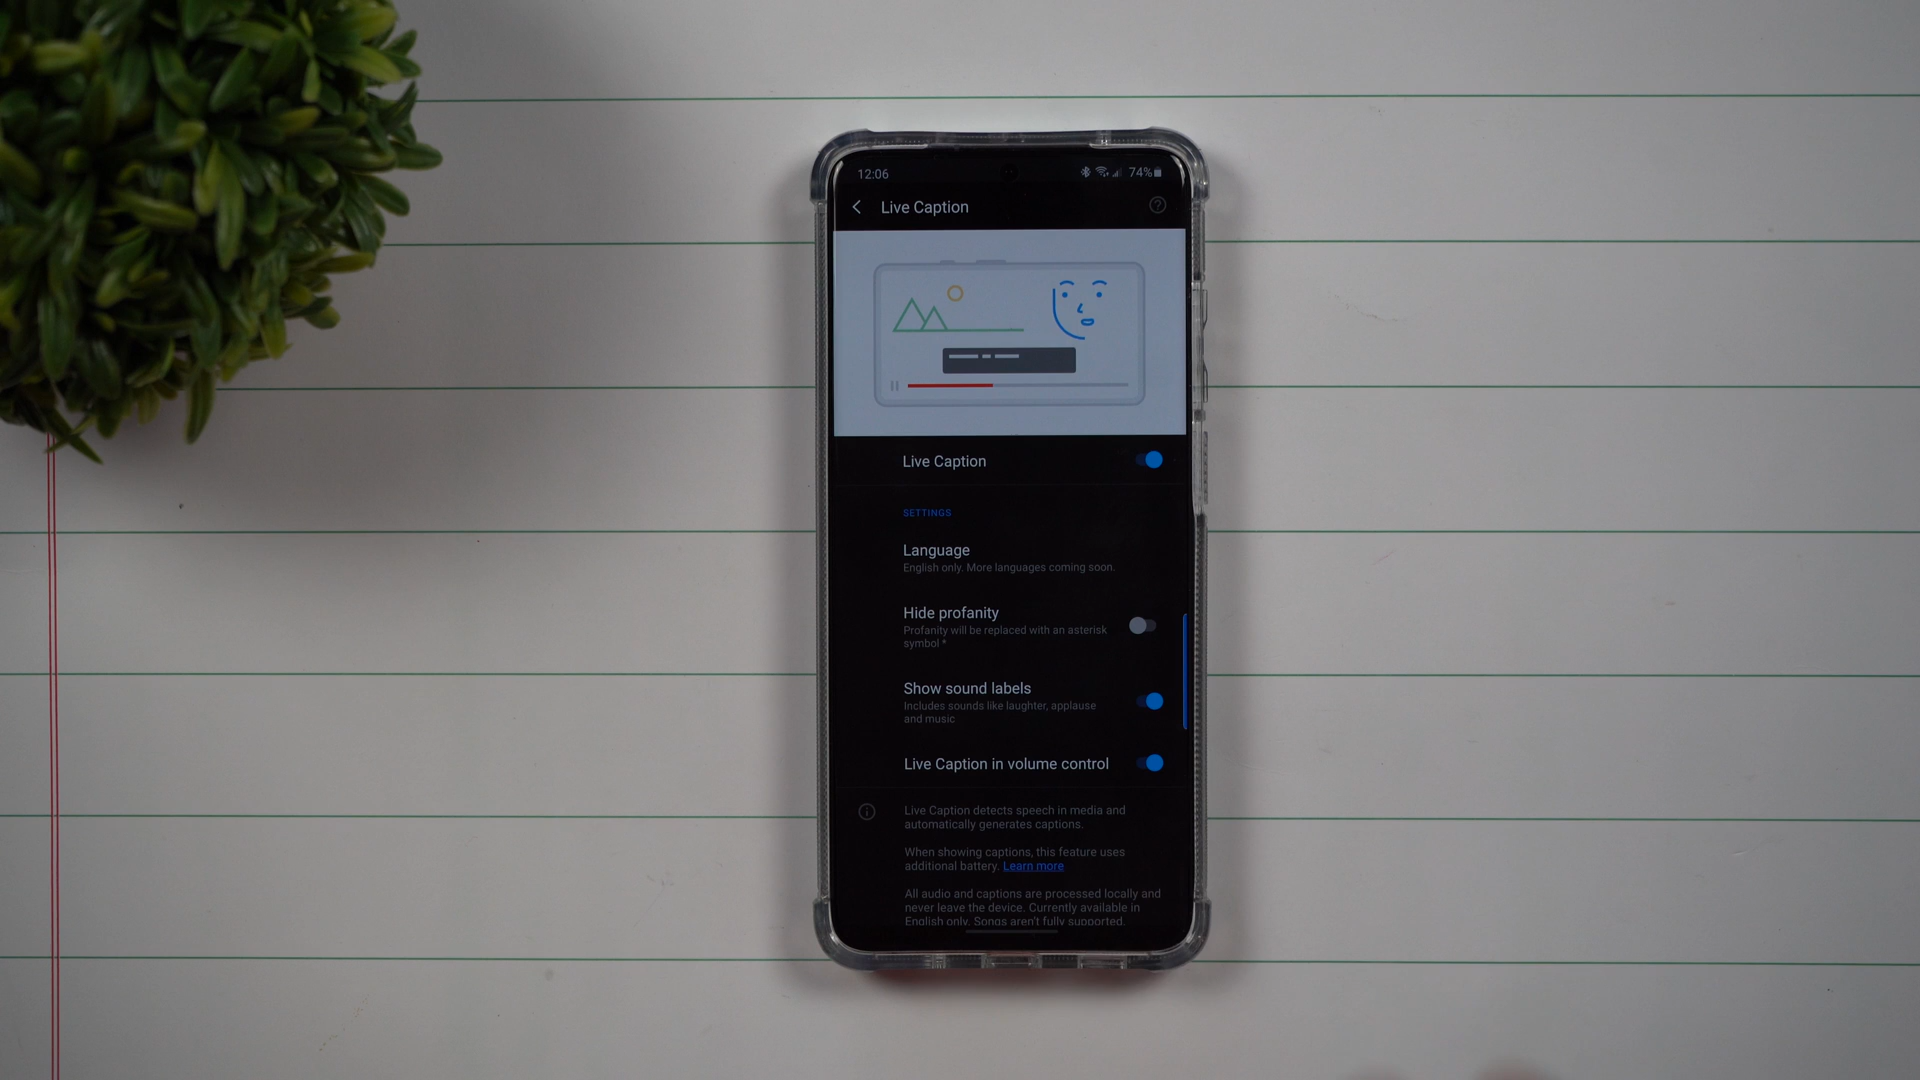 12:06
74%
Live Caption
Live Caption
SETTINGS
Language
English only. More languages coming soon.
Hide profanity
Profanity will be replaced with an asterisk
symbol *
Show sound labels
Includes sounds like laughter, applause
and music
Live Caption in volume control
Live Caption detects speech in media and
automatically generates captions.
When showing captions, this feature uses
additional battery. Learn more
All audio and captions are processed locally and
never leave the device. Currently available in
English only. Songs aren't fully supported.